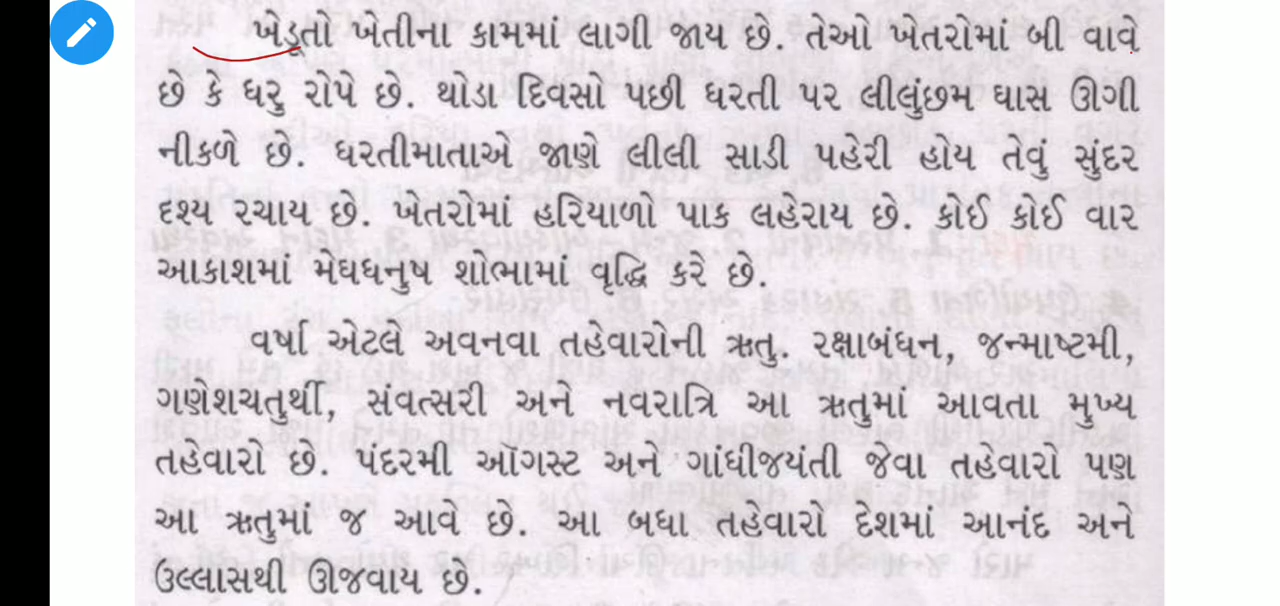 ખેડૂતો ખેતીના કામમાં લાગી જાય છે. તેઓ ખેતરોમાં બી વાવે
છે કે ધરુ રોપે છે. થોડા દિવસો પછી ધરતી પર લીલુંછમ ઘાસ ઊગી
નીકળે છે. ધરતીમાતાએ જાણે લીલી સાડી પહેરી હોય તેવું સુંદર
દશ્ય રચાય છે. ખેતરોમાં હરિયાળો પાક લહેરાય છે. કોઈ કોઈ વાર
આકાશમાં મેઘધનુષ શોભામાં વૃદ્ધિ કરે છે.
વર્ષા એટલે અવનવા તહેવારોની ઋતુ. રક્ષાબંધન, જન્માષ્ટમી,
ગણેશચતુર્થી, સંવત્સરી અને નવરાત્રિ આ ઋતુમાં આવતા મુખ્ય
તહેવારો છે. પંદરમી ઑગસ્ટ અને ગાંધીજયંતી જેવા તહેવારો પણ
આ ઋતુમાં જ આવે છે. આ બધા તહેવારો દેશમાં આનંદ અને
ઉલ્લાસથી ઊજવાય છે.